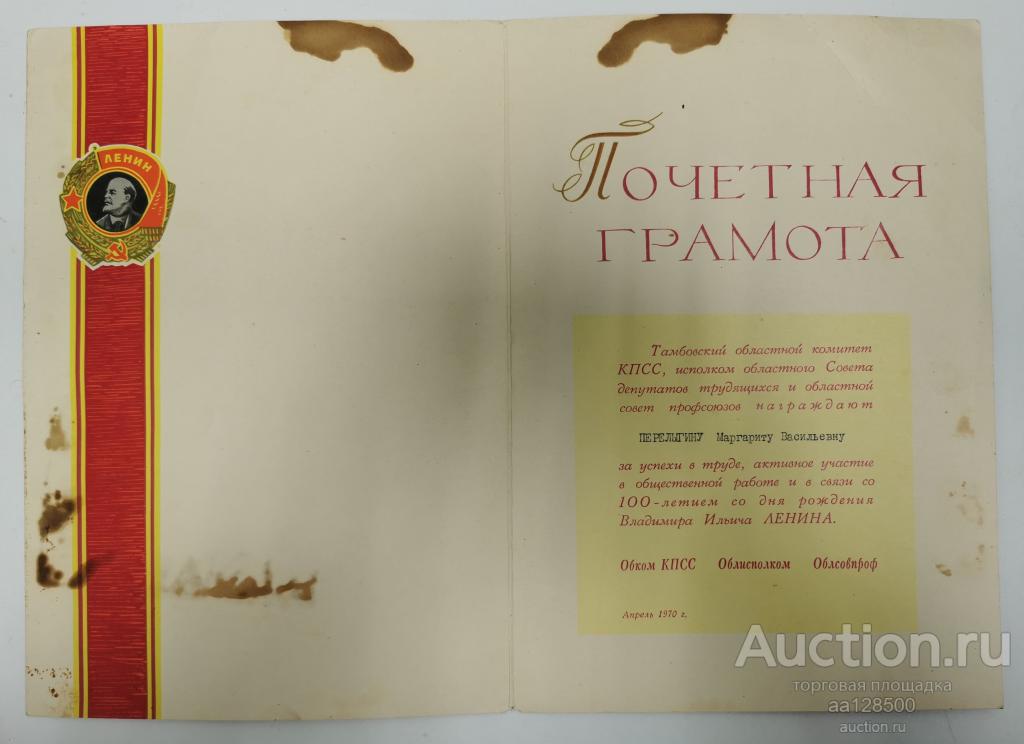 ЛЕНИН
ПОЧЕТНАЯ
ГРАМОТА
Тамбовский областной комитет
КПСС, исполком областного Совета
депутатов трудящихся и областной
совет профсоюзов награждают
ПЕРЕЛЫГИНУ Маргариту Васильевну
за успехи в труде, активное участие
в общественной работе и в связи со
100-летием со дня рождения
Владимира Ильича ЛЕНИНА.
Обком КПСС Облисполком Облсовпроф
Апрель 1970 г.
Auction.ru
торговая площадка
aa128500
auction.ru